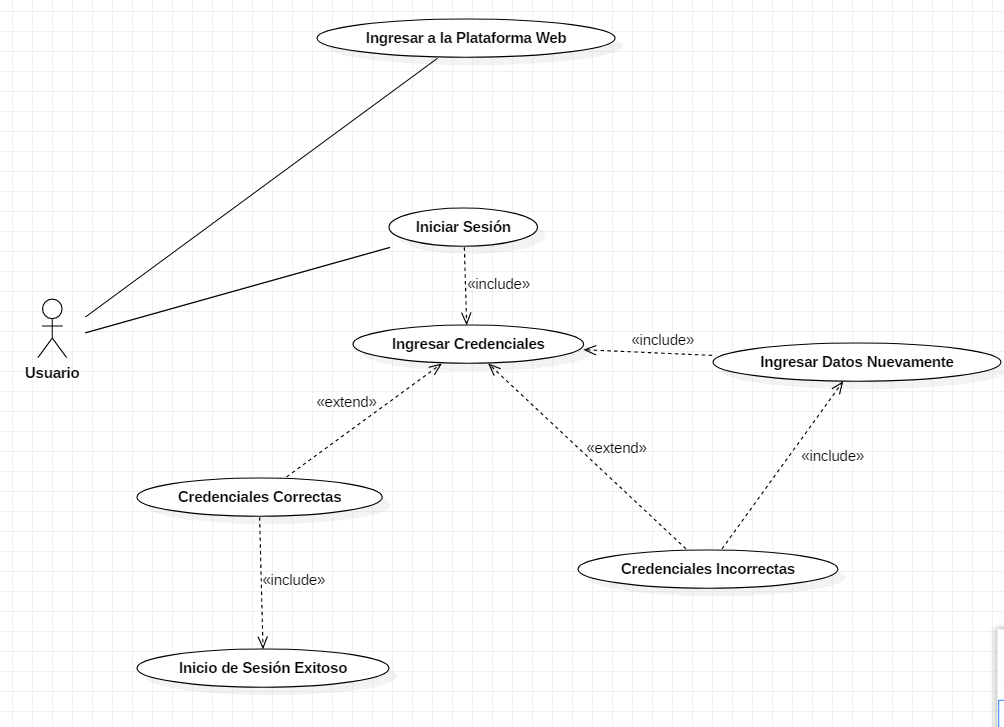 Ingresar a la Plataforma Web
Iniciar Sesión
«include»
Usuario
Ingresar Credenciales
«include»
Ingresar Datos Nuevamente
«extend»
«extend»
«include»
Credenciales Correctas
Credenciales Incorrectas
«include»
Inicio de Sesión Exitoso